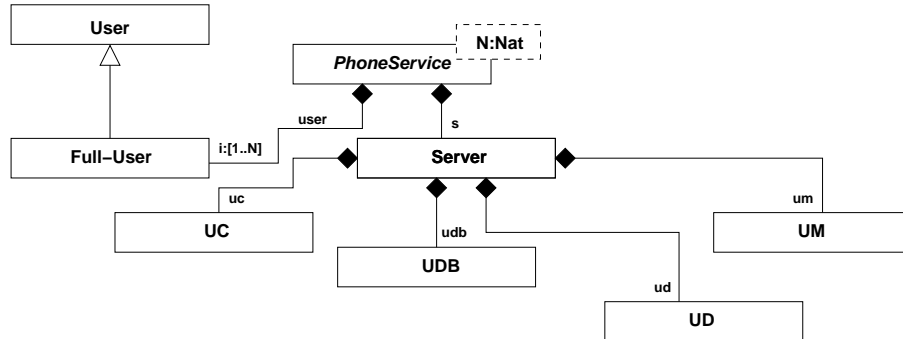 User
N:Nat
PhoneService
user
s
Full–User
i:[1..N]
Server
uc
um
UC
udb
UM
UDB
ud
UD